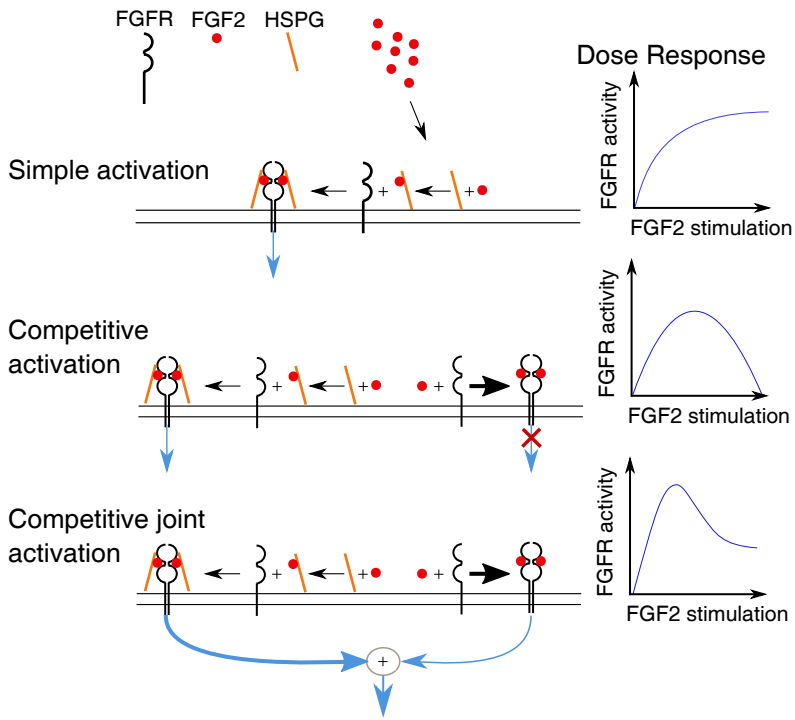 FGFR FGF2 HSPG
Dose Response
Simple activation
+
+
FGFR activity
FGF2 stimulation
Competitive
activation
+
+
+
FGFR activity
FGF2 stimulation
Competitive joint
activation
+
+
+
FGFR activity
FGF2 stimulation
+